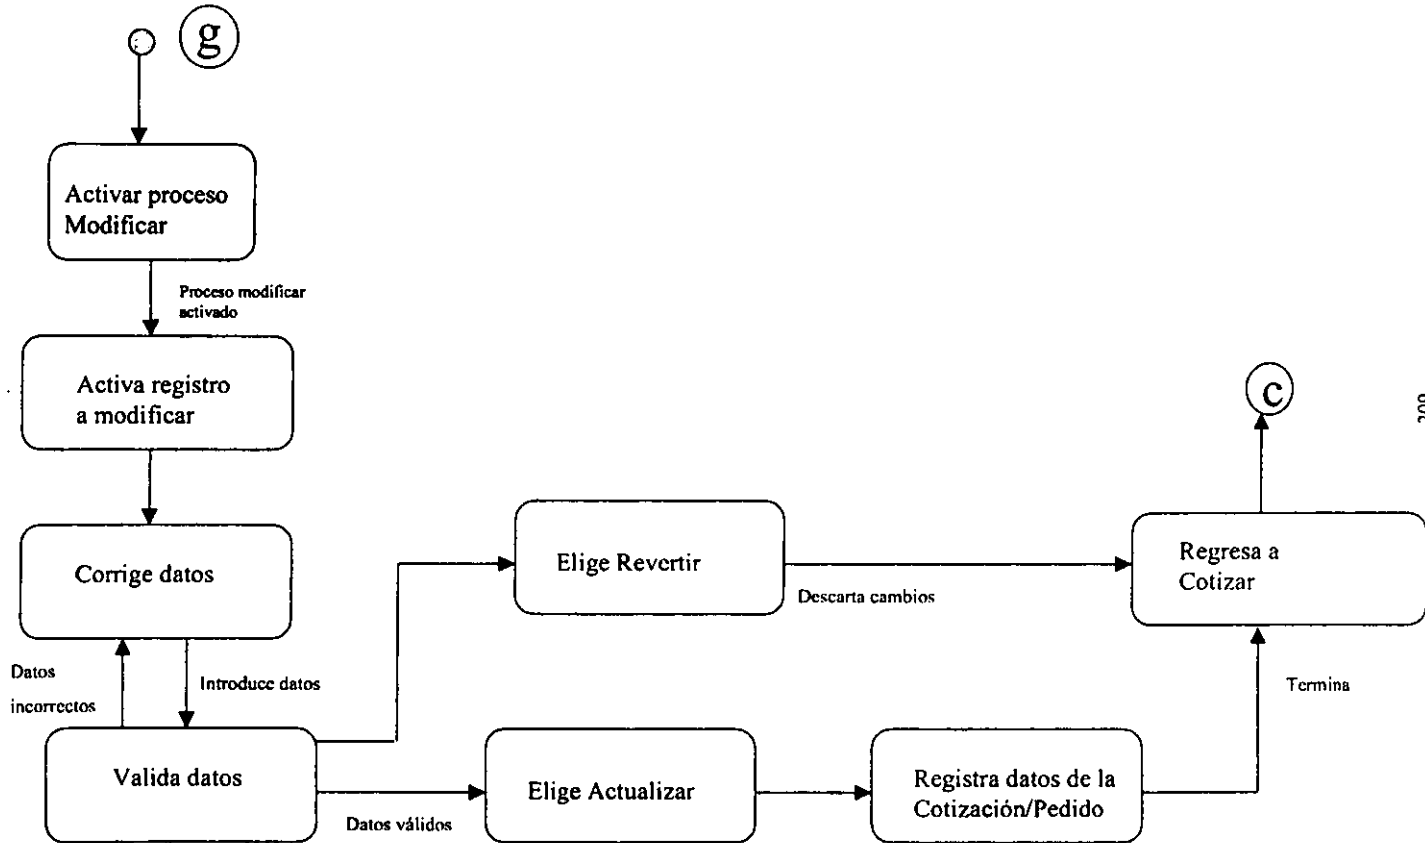 g
Activar proceso
Modificar
Proceso modificar
activado
Activa registro
a modificar
c
Corrige datos
Elige Revertir
Descarta cambios
Regresa a
Cotizar
Datos
incorrectos
Introduce datos
Termina
Valida datos
Datos válidos
Elige Actualizar
Registra datos de la
Cotización/Pedido